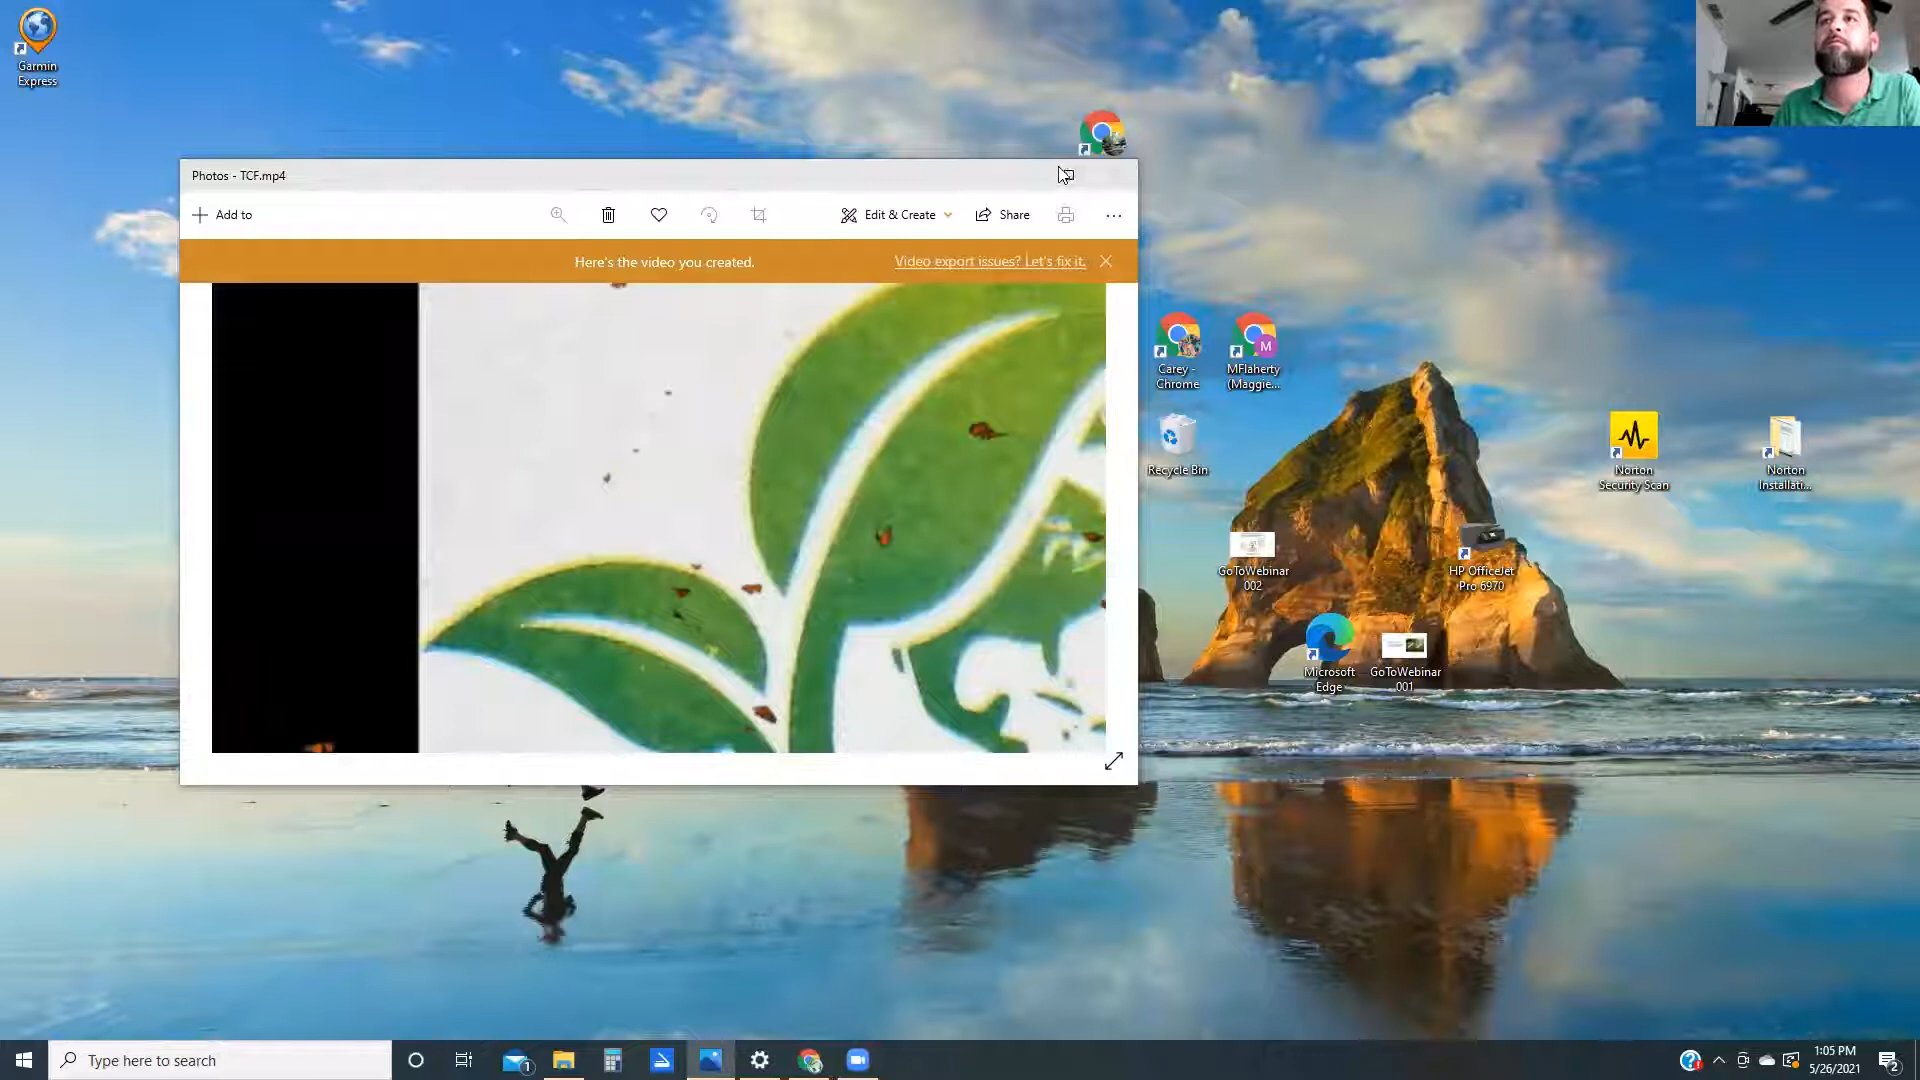 Garmin
Express
Photos - TCF.mp4
Add to
Edit & Create
Share
Here's the video you created.
Video export issues? Let's fix it.
Carey -
Chrome
M
MFlaherty
(Maggie...
Recycle Bin
Norton
Security Scan
Norton
Installati...
GoToWebinar
002
HP OfficeJet
Pro 6970
Microsoft
Edge
GoToWebinar
001
Type here to search
1
1:05 PM
5/26/2021
2